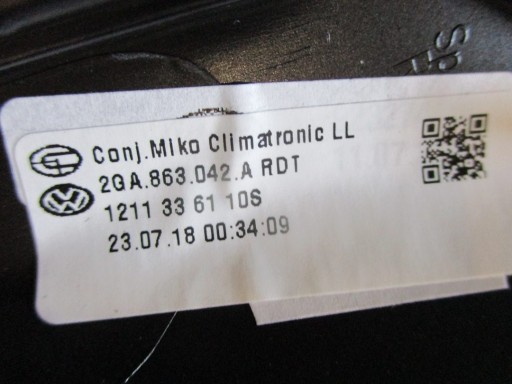 Conj.Miko Climatronic LL
2GA.863.042.A RDT
1211 33 61 10S
23.07.18 00:34:09